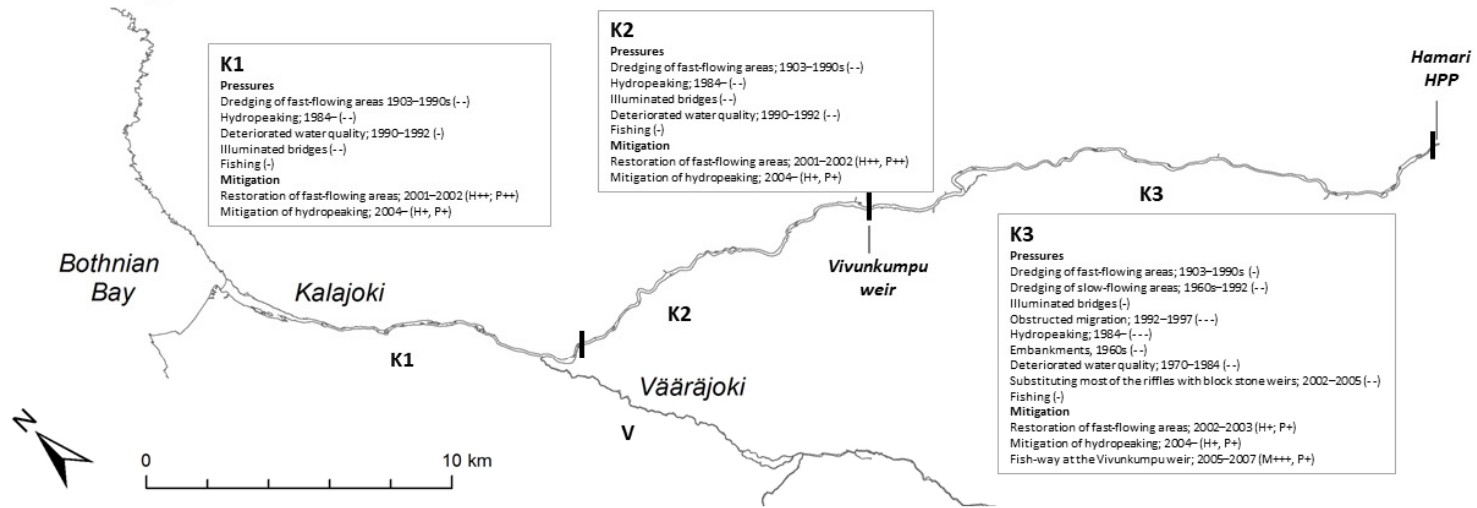 K1
Pressures
Dredging of fast-flowing areas 1903–1990s (- -)
Hydropeaking; 1984– (- -)
Deteriorated water quality; 1990–1992 (-)
Illuminated bridges (- -)
Fishing (-)
Mitigation
Restoration of fast-flowing areas; 2001–2002 (H++; P++)
Mitigation of hydropeaking; 2004– (H+, P+)
K2
Pressures
Dredging of fast-flowing areas; 1903–1990s (- -)
Hydropeaking; 1984– (- -)
Illuminated bridges (- -)
Deteriorated water quality; 1990–1992 (- -)
Fishing (-)
Mitigation
Restoration of fast-flowing areas; 2001–2002 (H++, P++)
Mitigation of hydropeaking; 2004– (H+, P+)
Hamari
HPP
K3
K3
Pressures
Dredging of fast-flowing areas; 1903–1990s (-)
Dredging of slow-flowing areas; 1960s–1992 (- -)
Illuminated bridges (-)
Obstructed migration; 1992–1997 (- - -)
Hydropeaking; 1984– (- - -)
Embankments, 1960s (- -)
Deteriorated water quality; 1970–1984 (- -)
Substituting most of the riffles with block stone weirs; 2002–2005 (- -)
Fishing (-)
Mitigation
Restoration of fast-flowing areas; 2002–2003 (H+; P+)
Mitigation of hydropeaking; 2004– (H+, P+)
Fish-way at the Vivunkumpu weir; 2005–2007 (M+++, P+)
Bothnian
Bay
Kalajoki
Vivunkumpu
weir
K2
K1
Vääräjoki
V
N
0
10 km